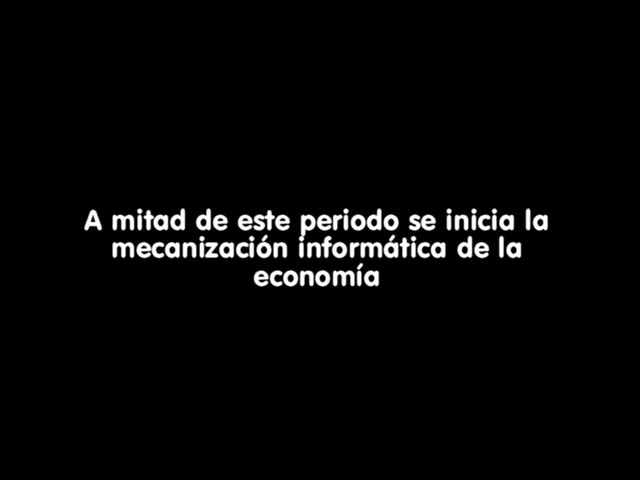 A mitad de este periodo se inicia la
mecanización informática de la
economía